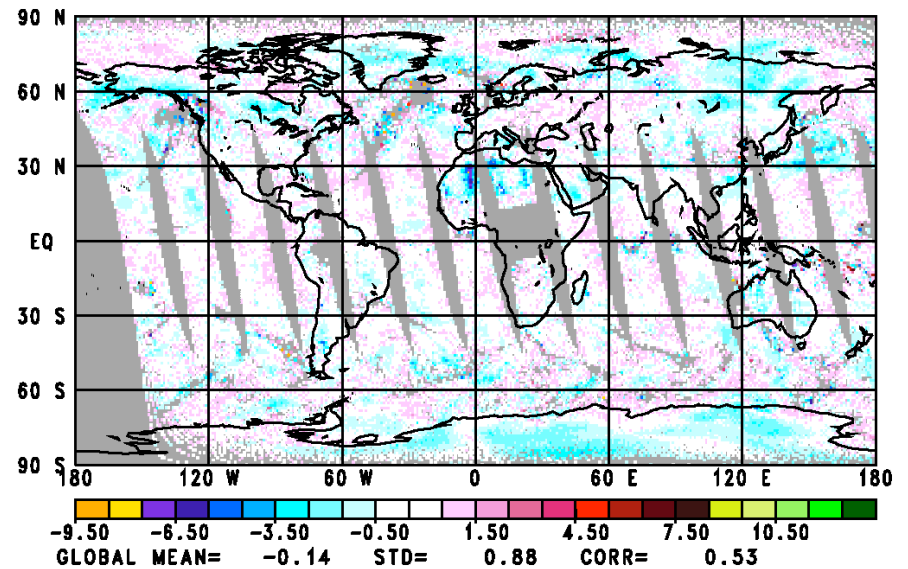 90 N
60 N
30 N
EQ
30 S
60 S
90 S
180 120 W 60 W 0 60 E 120 E 180
-9.50 -6.50 -3.50 -0.50 1.50 4.50 7.50 10.50
GLOBAL MEAN= -0.14 STD= 0.88 CORR= 0.53